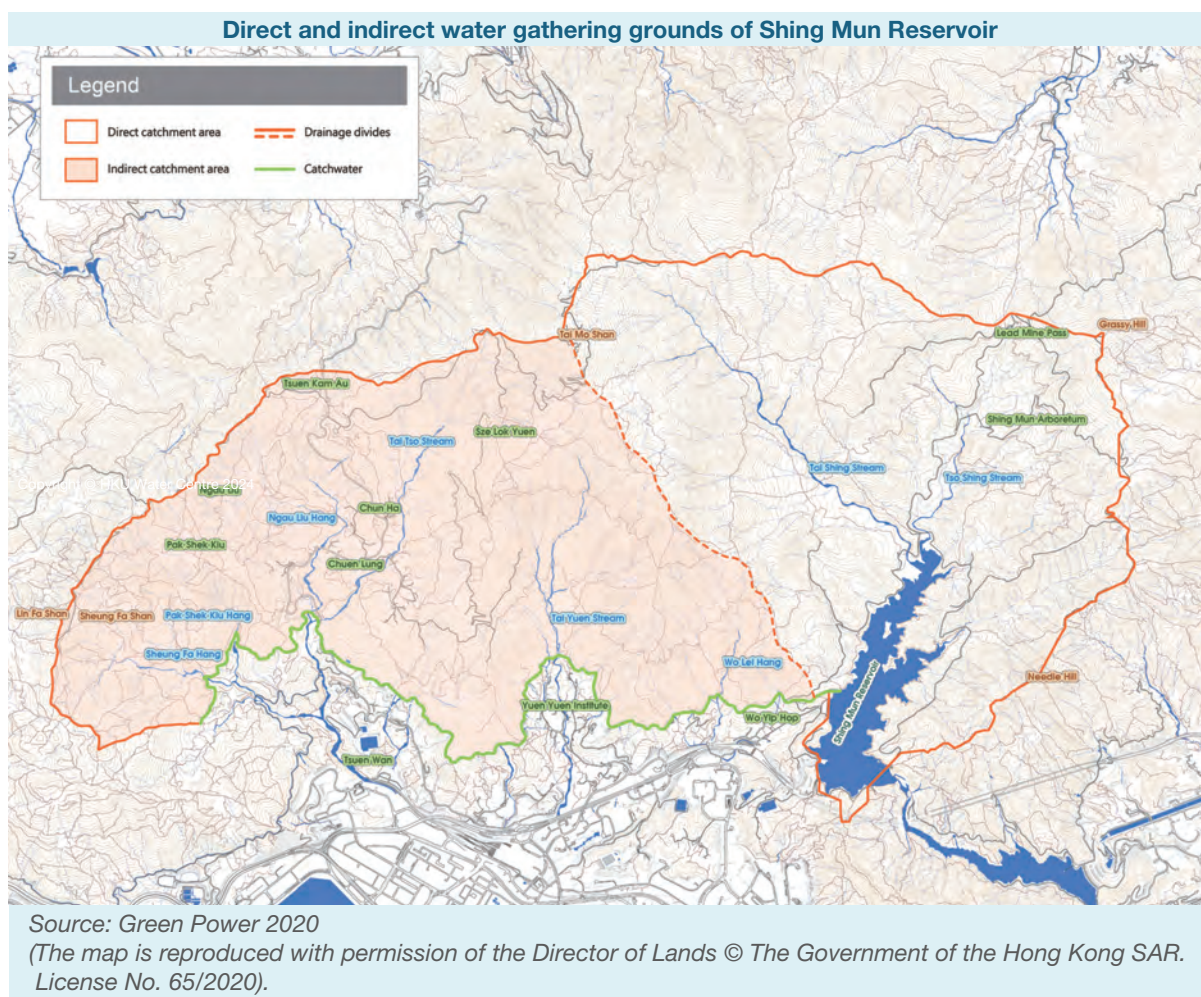 Direct and indirect water gathering grounds of Shing Mun Reservoir
Legend
Direct catchment area
Drainage divides
Indirect catchment area
Catchwater
Tai Mo Shan
Grassy Hill
Lead Mine Pass
Tsuen Kam Au
Shing Mun Arboretum
Sze Lok Yuen
Tai Tso Stream
Tai Shing Stream
Tso Shing Stream
Copyright © HKU Water Centre 2024
Chun Ha
Ngau Liu Hang
Pak Shek Kiu
Chuen Lung
Lin Fa Shan
Sheung Fa Shan
Pak Shek Kiu Hang
Tai Yuen Stream
Sheung Fa Hang
Wo Lei Hang
Needle Hill
Shing Mun Reservoir
Yuen Yuen Institute
Wo Yip Hop
Tsuen Wan
Source: Green Power 2020
(The map is reproduced with permission of the Director of Lands © The Government of the Hong Kong SAR.
License No. 65/2020).